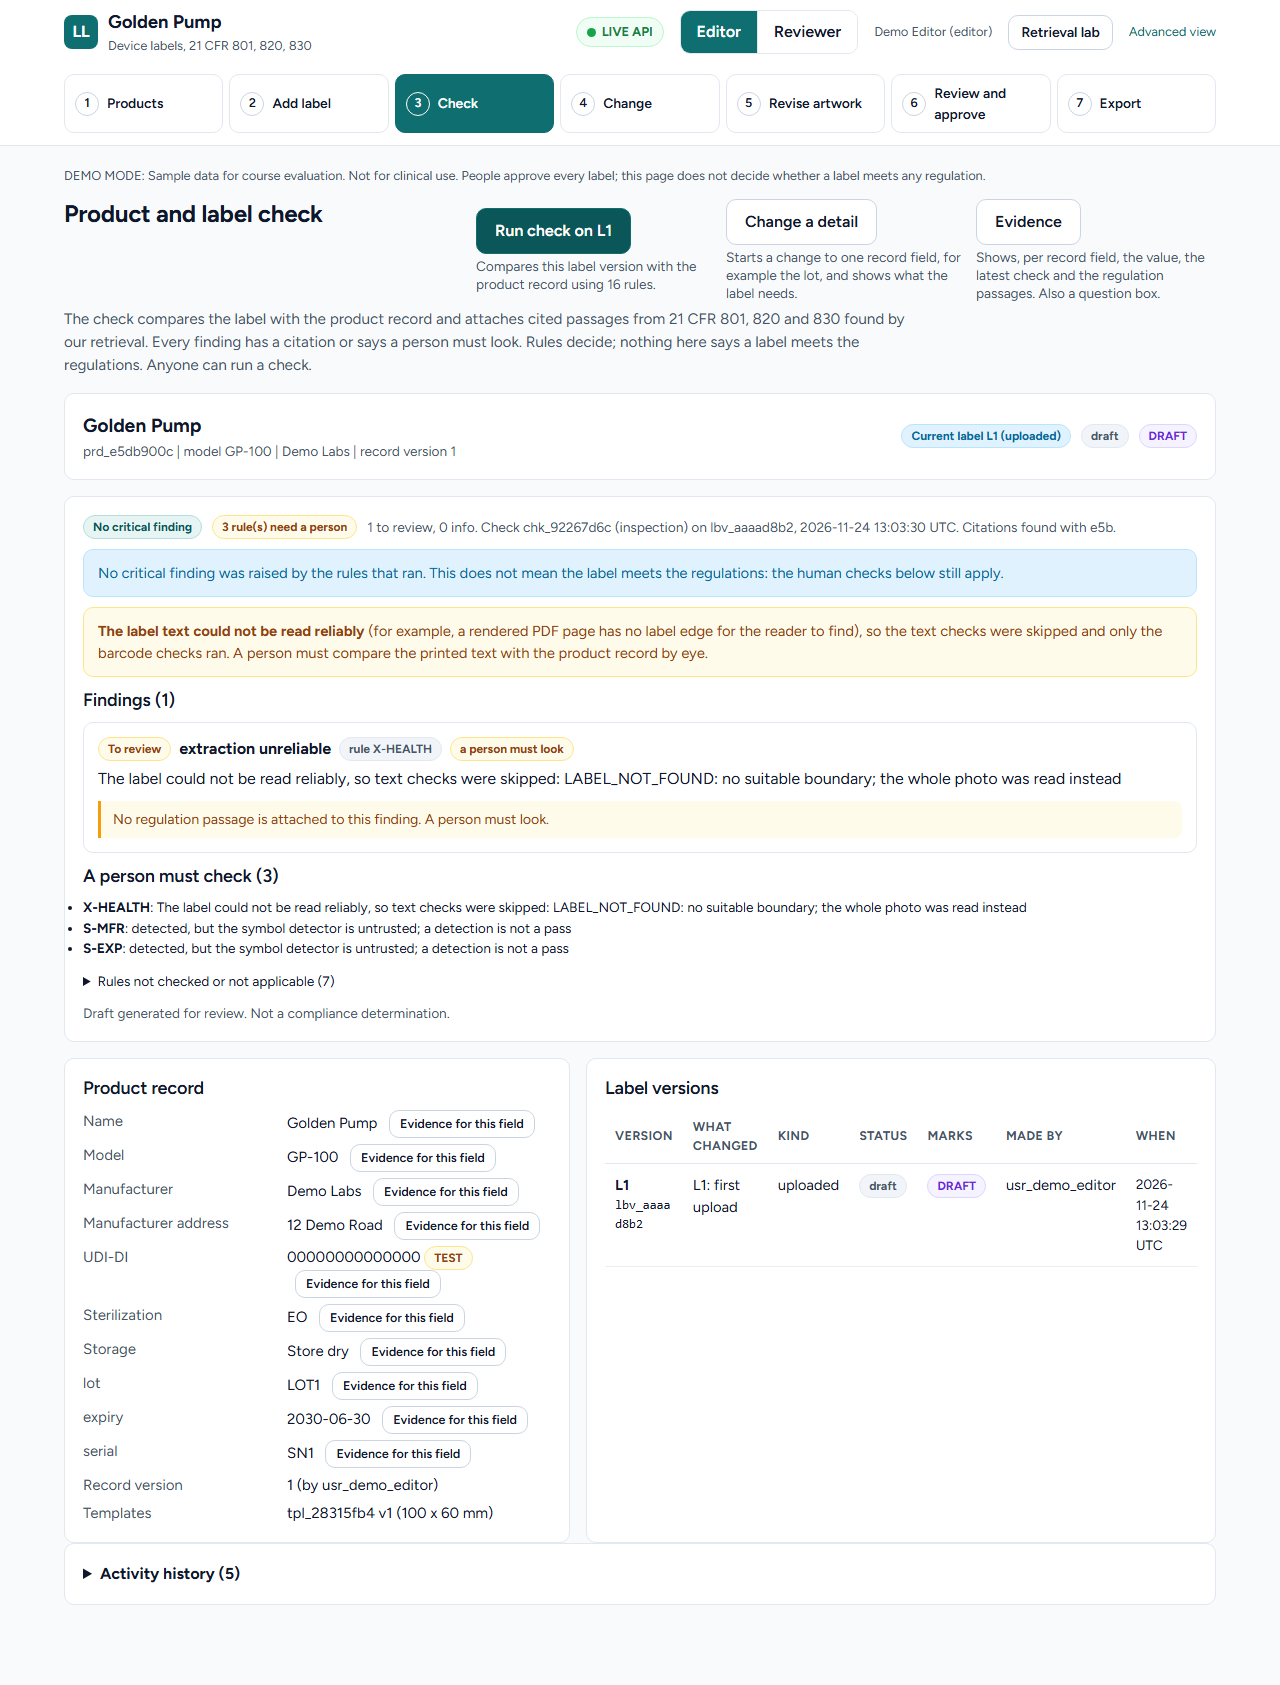 LL
Golden Pump
Device labels, 21 CFR 801, 820, 830
LIVE API
Editor
Reviewer
Demo Editor (editor)
Retrieval lab
Advanced view
1 Products
2 Add label
3 Check
4 Change
5 Revise artwork
6 Review and
approve
7 Export
DEMO MODE: Sample data for course evaluation. Not for clinical use. People approve every label; this page does not decide whether a label meets any regulation.
Product and label check
Run check on L1
Compares this label version with the
product record using 16 rules.
Change a detail
Starts a change to one record field, for
example the lot, and shows what the
label needs.
Evidence
Shows, per record field, the value, the
latest check and the regulation
passages. Also a question box.
The check compares the label with the product record and attaches cited passages from 21 CFR 801, 820 and 830 found by
our retrieval. Every finding has a citation or says a person must look. Rules decide; nothing here says a label meets the
regulations. Anyone can run a check.
Golden Pump
prd_e5db900c | model GP-100 | Demo Labs | record version 1
Current label L1 (uploaded)
draft
DRAFT
No critical finding
3 rule(s) need a person
1 to review, 0 info. Check chk_92267d6c (inspection) on lbv_aaaad8b2, 2026-11-24 13:03:30 UTC. Citations found with e5b.
No critical finding was raised by the rules that ran. This does not mean the label meets the regulations: the human checks below still apply.
The label text could not be read reliably (for example, a rendered PDF page has no label edge for the reader to find), so the text checks were skipped and only the
barcode checks ran. A person must compare the printed text with the product record by eye.
Findings (1)
To review
extraction unreliable
rule X-HEALTH
a person must look
The label could not be read reliably, so text checks were skipped: LABEL_NOT_FOUND: no suitable boundary; the whole photo was read instead
No regulation passage is attached to this finding. A person must look.
A person must check (3)
• X-HEALTH: The label could not be read reliably, so text checks were skipped: LABEL_NOT_FOUND: no suitable boundary; the whole photo was read instead
• S-MFR: detected, but the symbol detector is untrusted; a detection is not a pass
• S-EXP: detected, but the symbol detector is untrusted; a detection is not a pass
Rules not checked or not applicable (7)
Draft generated for review. Not a compliance determination.
Product record
Name Golden Pump Evidence for this field
Model GP-100 Evidence for this field
Manufacturer Demo Labs Evidence for this field
Manufacturer address 12 Demo Road Evidence for this field
UDI-DI 00000000000000 TEST
Evidence for this field
Sterilization EO Evidence for this field
Storage Store dry Evidence for this field
lot LOT1 Evidence for this field
expiry 2030-06-30 Evidence for this field
serial SN1 Evidence for this field
Record version 1 (by usr_demo_editor)
Templates tpl_28315fb4 v1 (100 x 60 mm)
Label versions
VERSION
WHAT
CHANGED
KIND
STATUS
MARKS
MADE BY
WHEN
L1
lbv_aaaa
d8b2
L1: first
upload
uploaded
draft
DRAFT
usr_demo_editor
2026-
11-24
13:03:29
UTC
Activity history (5)